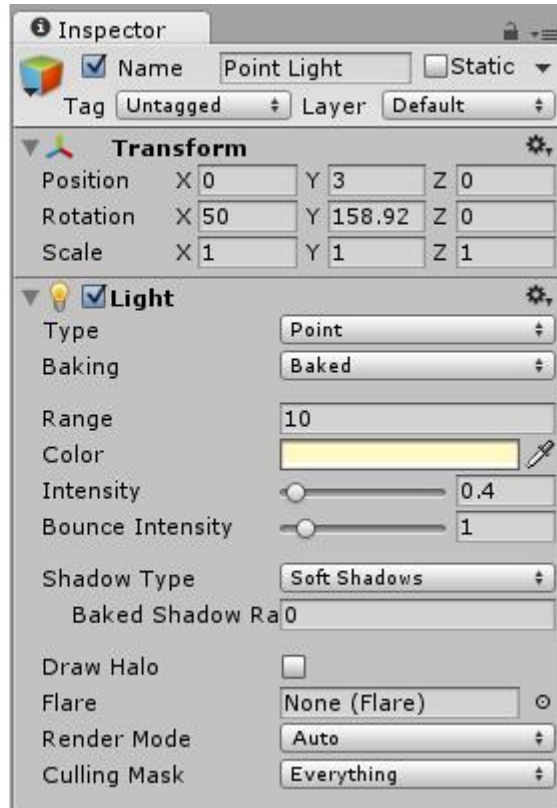 Inspector
Name Point Light Static
Tag Untagged Layer Default
Transform
Position X 0 Y 3 Z 0
Rotation X 50 Y 158.92 Z 0
Scale X 1 Y 1 Z 1
Light
Type Point
Baking Baked
Range 10
Color
Intensity 0.4
Bounce Intensity 1
Shadow Type Soft Shadows
Baked Shadow Ra 0
Draw Halo
Flare None (Flare)
Render Mode Auto
Culling Mask Everything